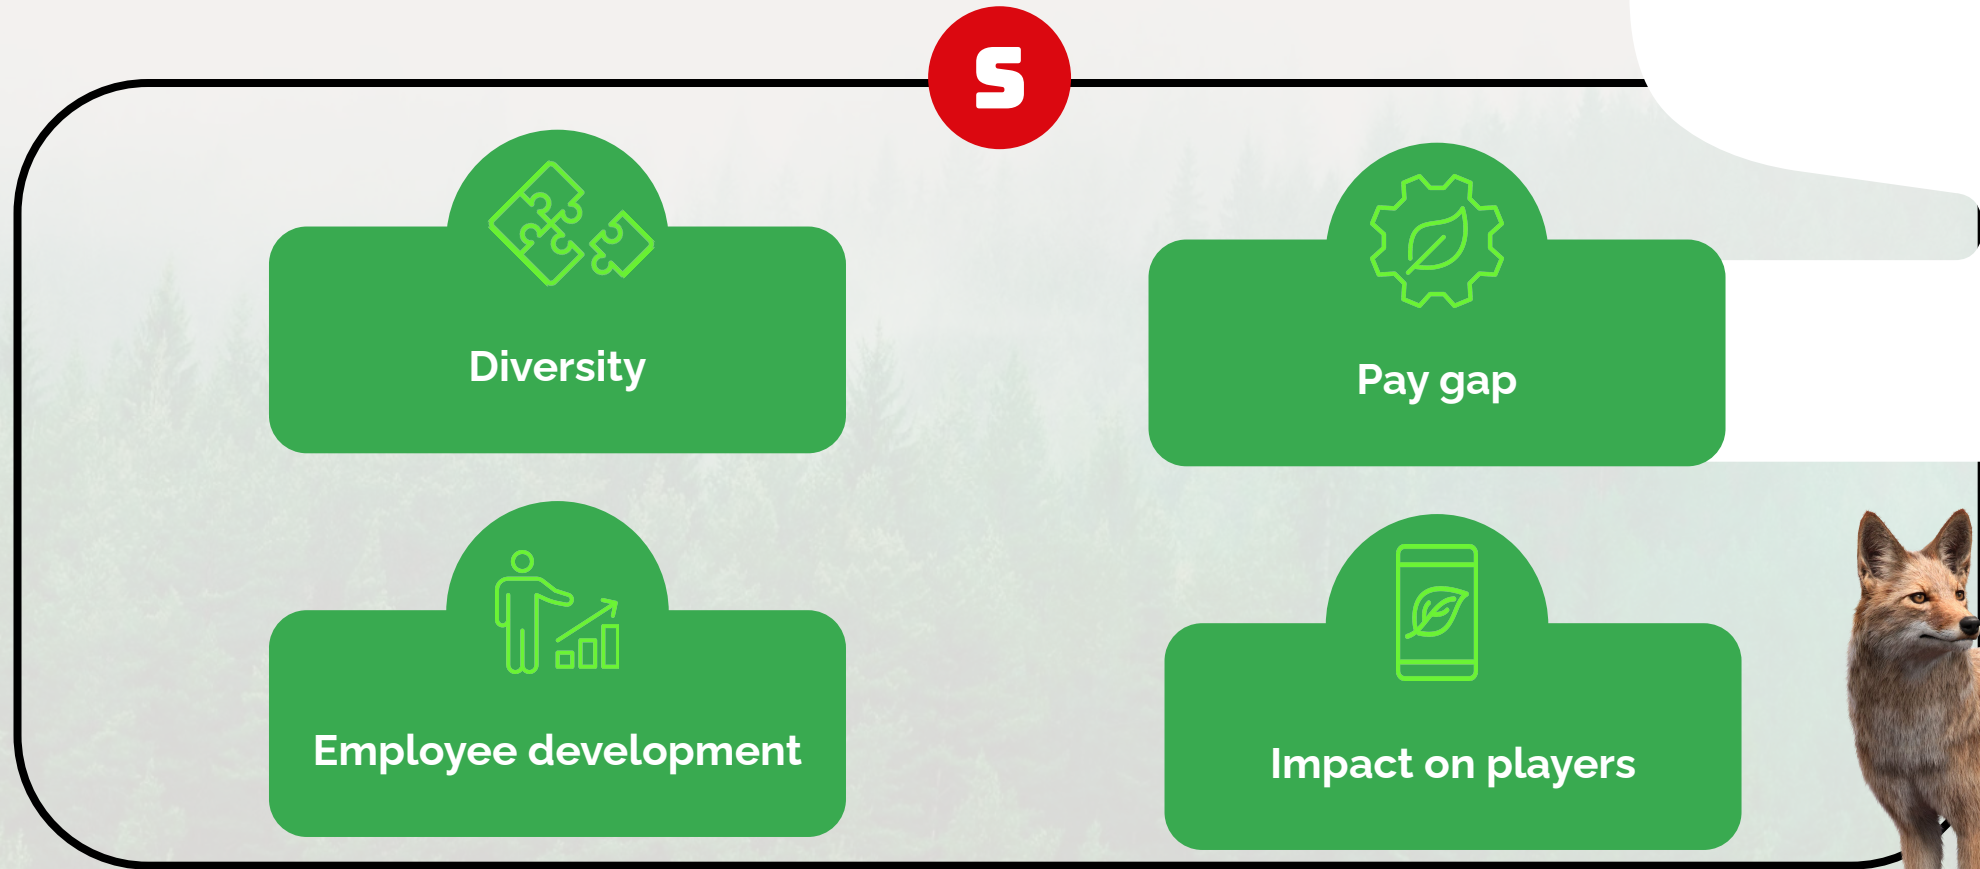 S
Diversity
Pay gap
Employee development
Impact on players